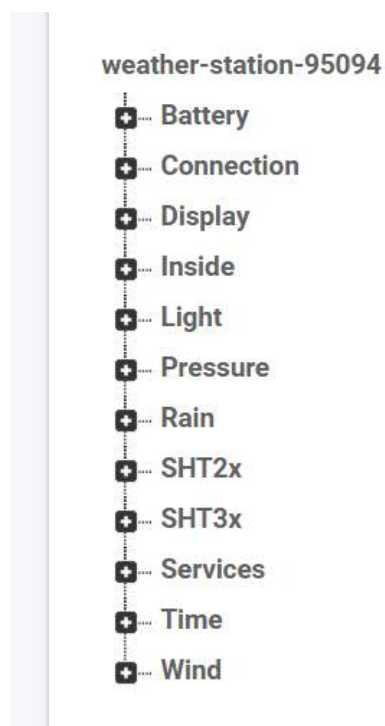 weather-station-95094
Battery
Connection
Display
Inside
Light
Pressure
Rain
SHT2x
SHT3x
Services
Time
Wind